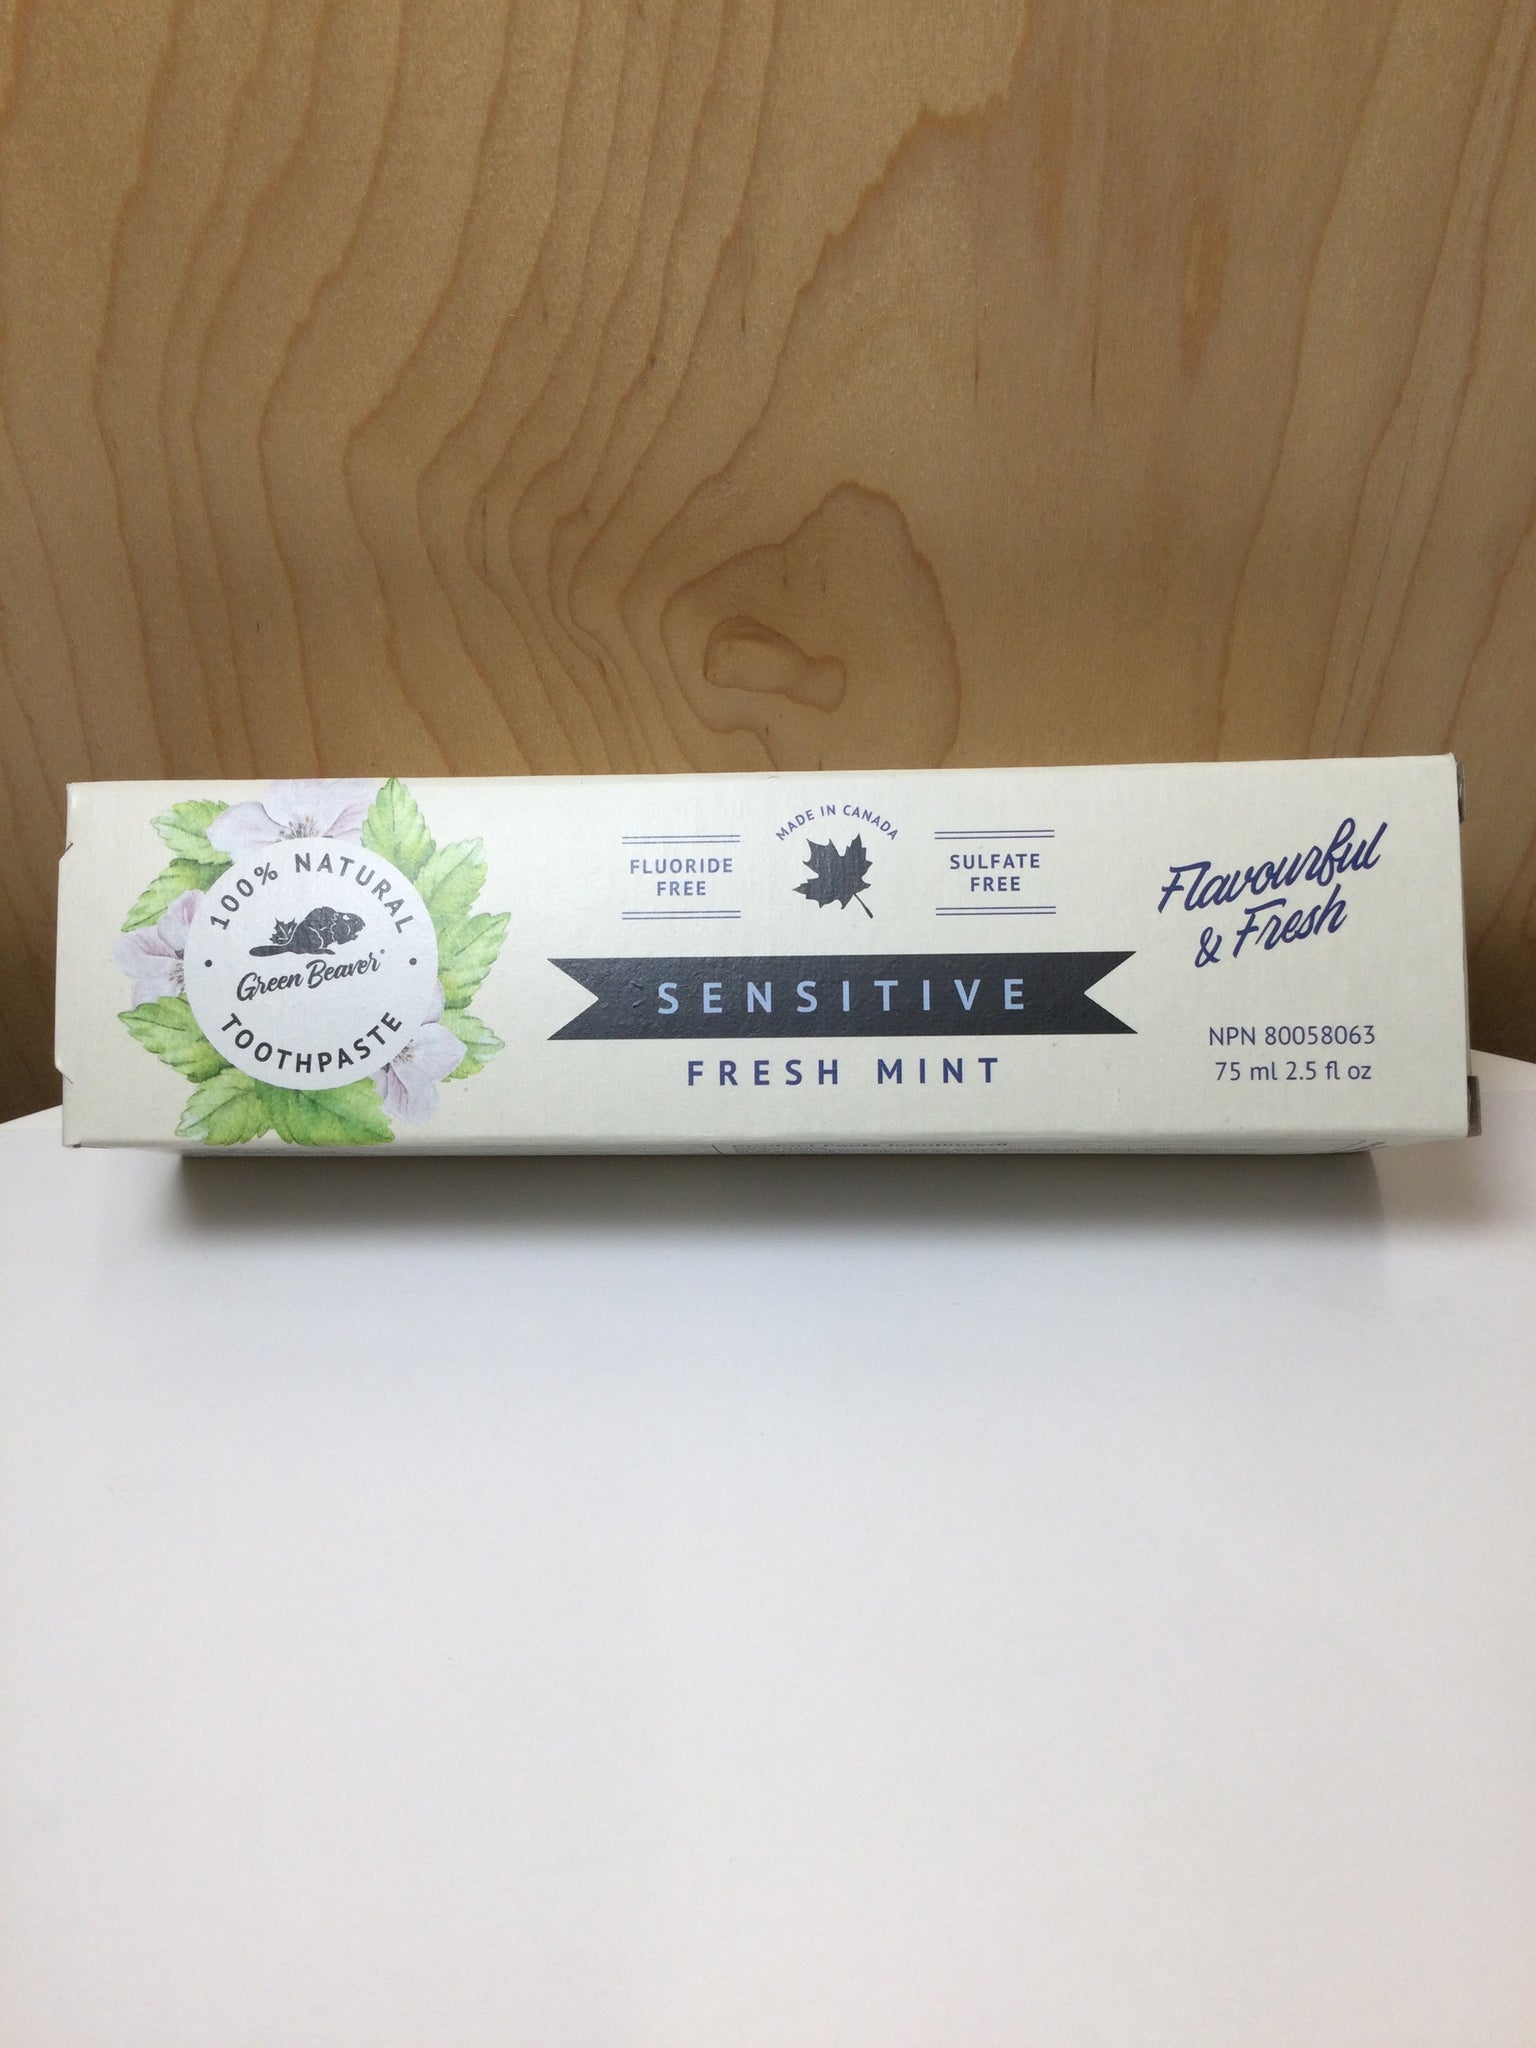 100% NATURAL
Green Beaver
TOOTHPASTE
FLUORIDE
FREE
MADE IN CANADA
SULFATE
FREE
SENSITIVE
FRESH MINT
Flavourful
& Fresh
NPN 80058063
75 ml 2.5 fl oz